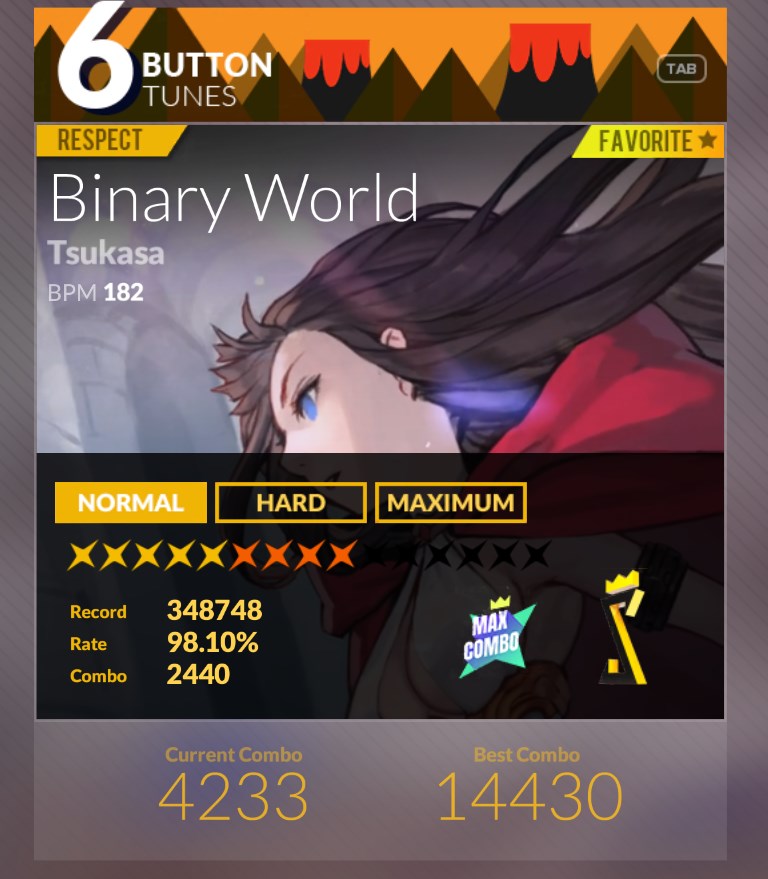 6 BUTTON
TUNES
TAB
RESPECT
FAVORITE
Binary World
Tsukasa
BPM 182
NORMAL
HARD
MAXIMUM
Record 348748
Rate 98.10%
Combo 2440
MAX
COMBO
S
Current Combo
Best Combo
4233
14430